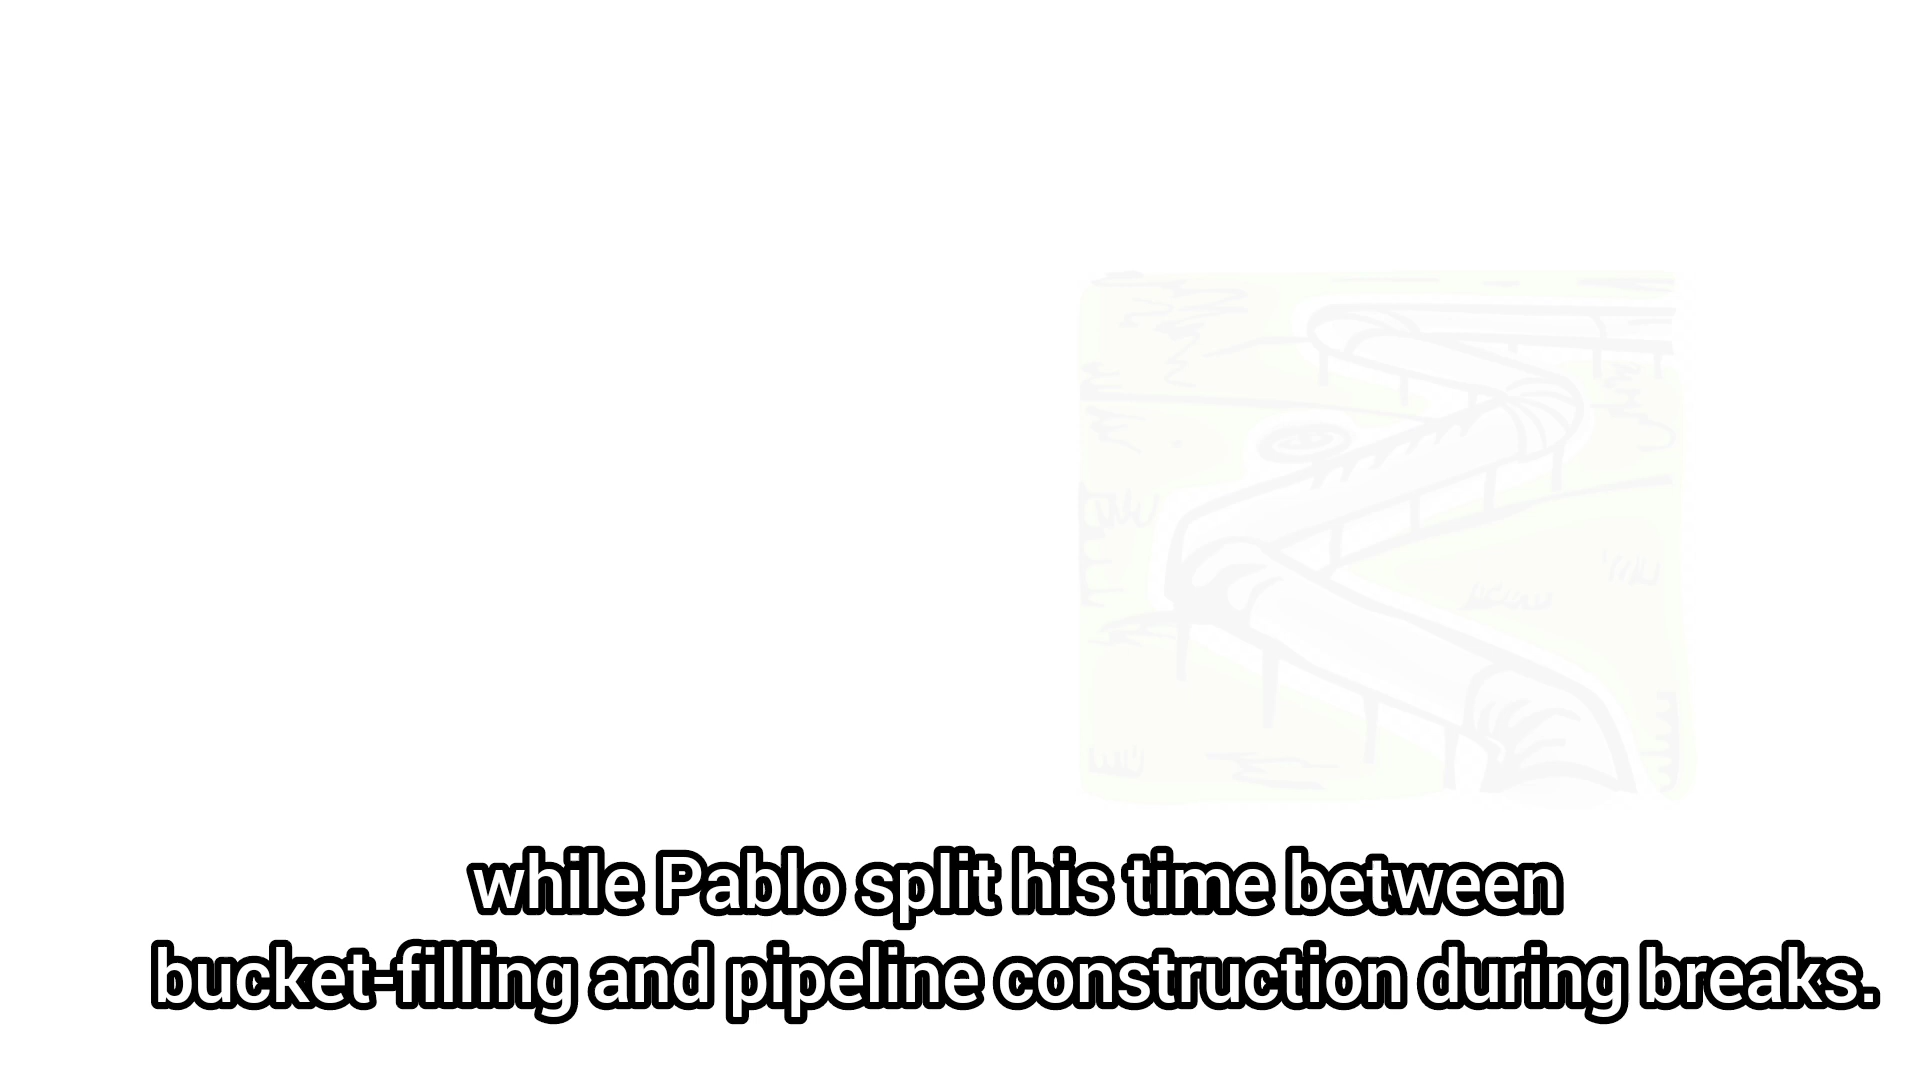 while Pablo split his time between
bucket-filling and pipeline construction during breaks.